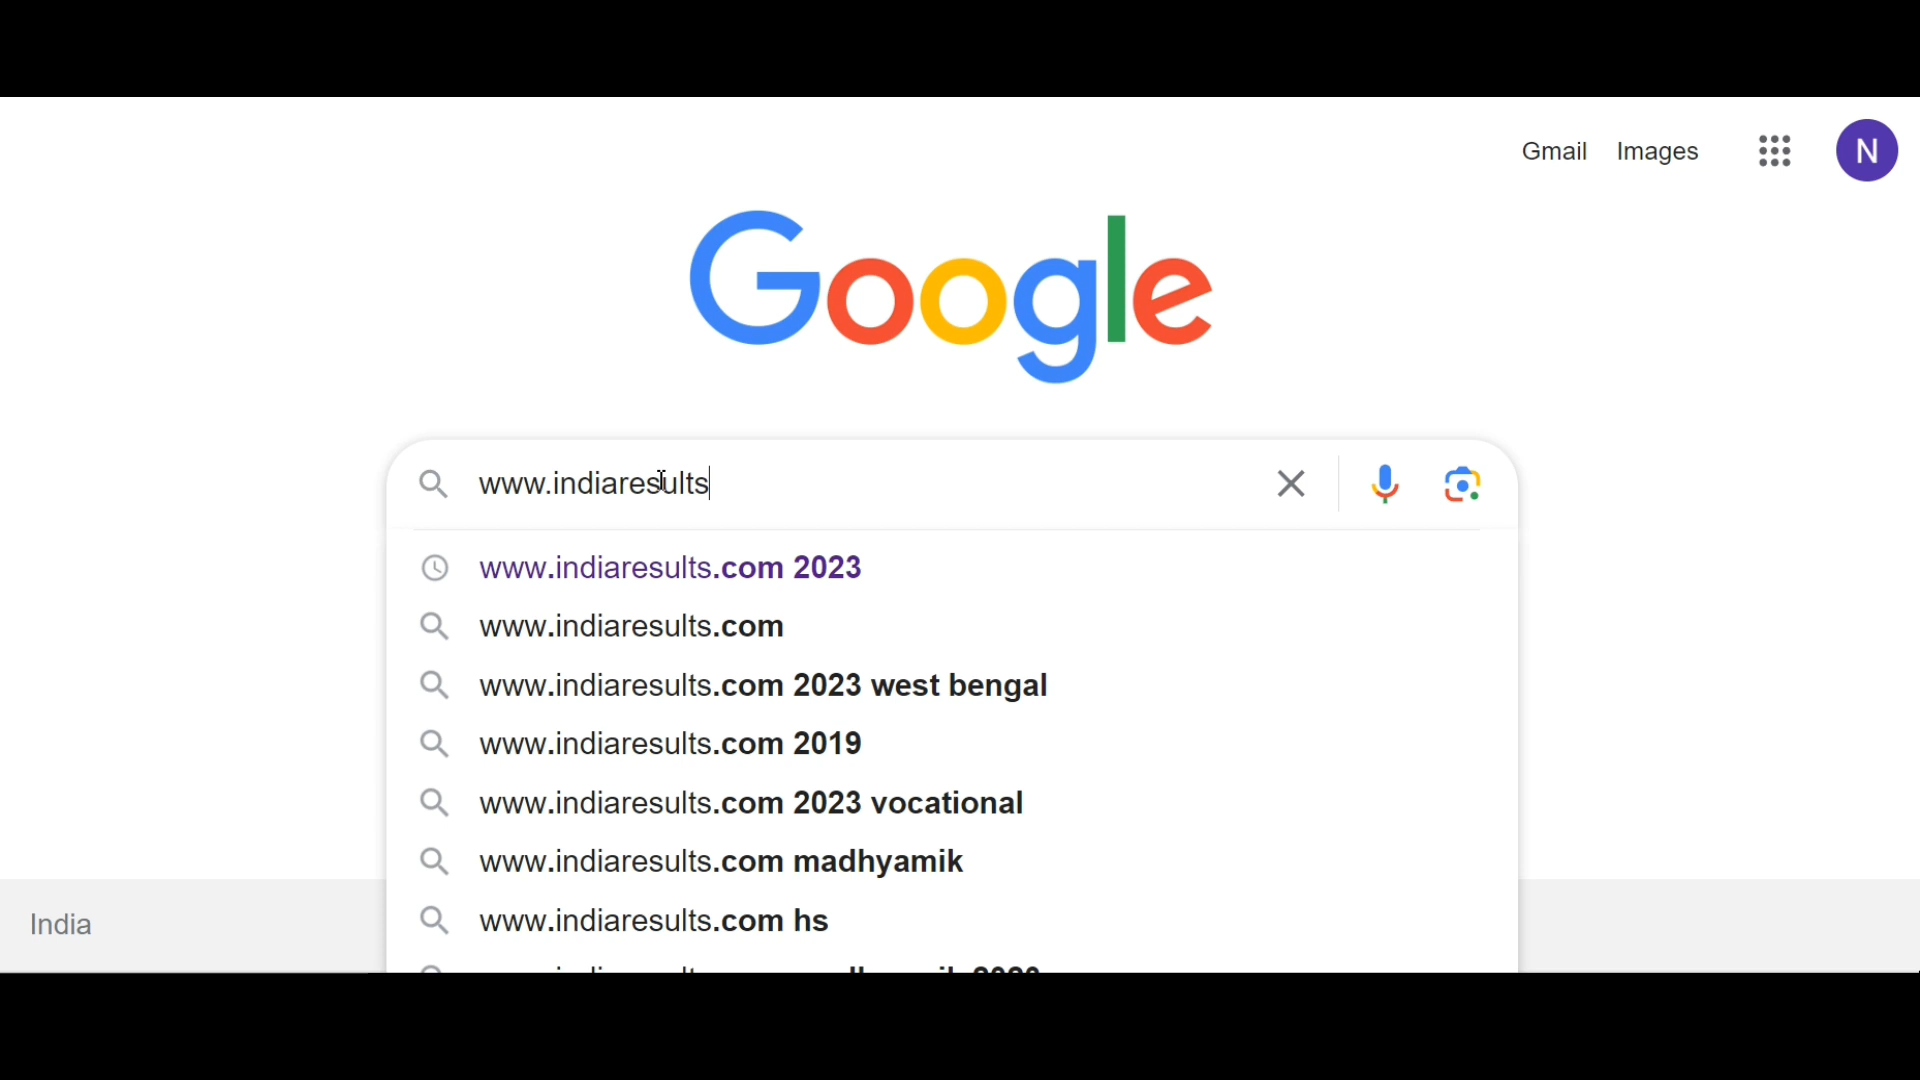 Gmail Images N
Google
www.indiaresults
www.indiaresults.com 2023
www.indiaresults.com
www.indiaresults.com 2023 west bengal
www.indiaresults.com 2019
www.indiaresults.com 2023 vocational
www.indiaresults.com madhyamik
www.indiaresults.com hs
India